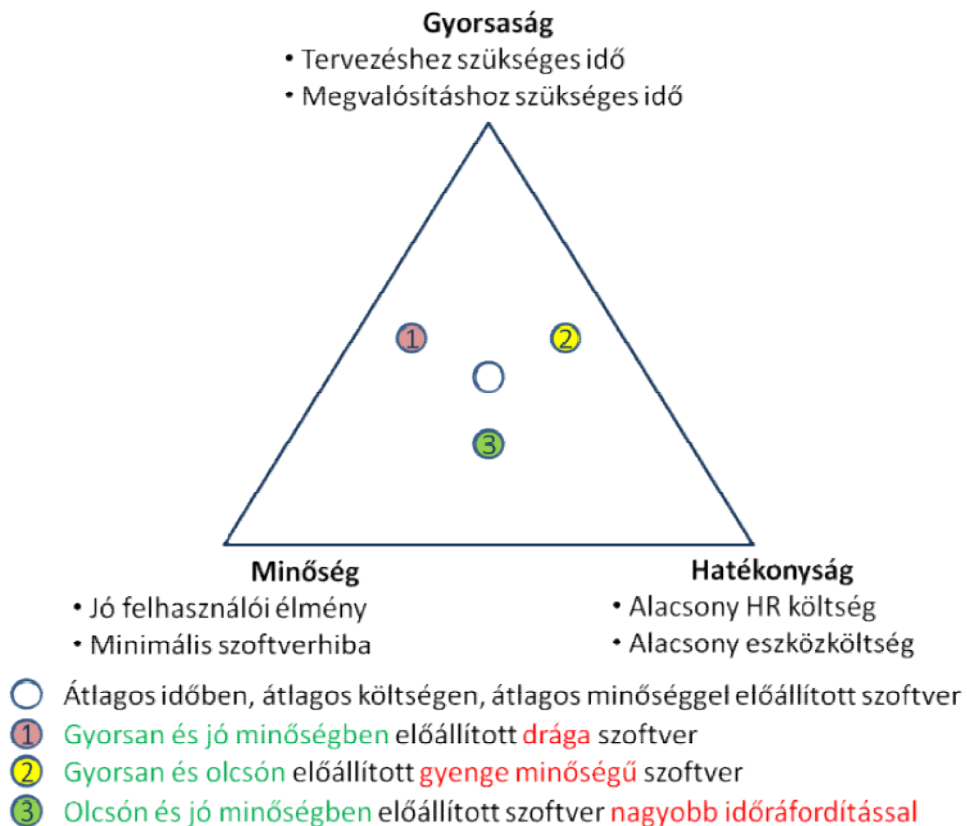 Gyorsaság
• Tervezéshez szükséges idő
• Megvalósításhoz szükséges idő
1
2
3
Minőség
• Jó felhasználói élmény
• Minimális szoftverhiba
Hatékonyság
• Alacsony HR költség
• Alacsony eszközköltség
Átlagos időben, átlagos költségen, átlagos minőséggel előállított szoftver
1 Gyorsan és jó minőségben előállított drága szoftver
2 Gyorsan és olcsón előállított gyenge minőségű szoftver
3 Olcsón és jó minőségben előállított szoftver nagyobb időráfordítással